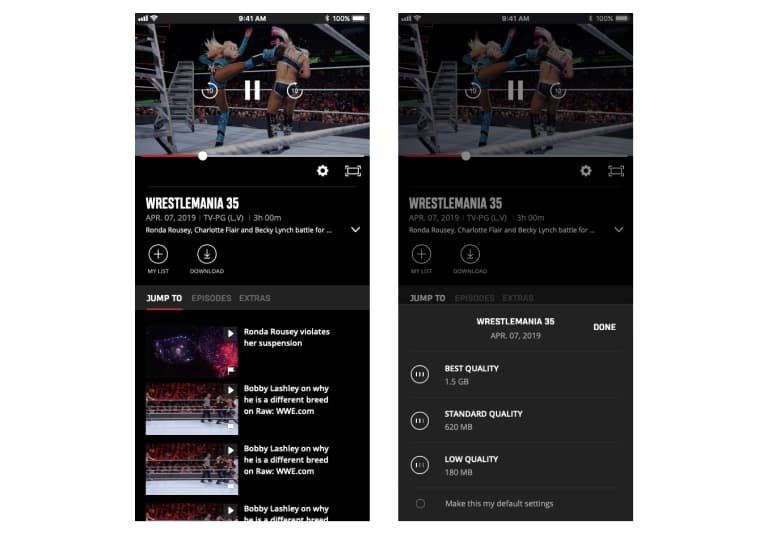 9:41 AM
100%
10
10
WRESTLEMANIA 35
APR. 07, 2019 | TV-PG (L,V) | 3h 00m
Ronda Rousey, Charlotte Flair and Becky Lynch battle for ...
MY LIST
DOWNLOAD
JUMP TO
EPISODES
EXTRAS
Ronda Rousey violates
her suspension
Bobby Lashley on why
he is a different breed
on Raw: WWE.com
Bobby Lashley on why
he is a different breed
on Raw: WWE.com
Bobby Lashley on why
he is a different breed
9:41 AM
100%
10
10
WRESTLEMANIA 35
APR. 07, 2019 | TV-PG (L,V) | 3h 00m
Ronda Rousey, Charlotte Flair and Becky Lynch battle for ...
MY LIST
DOWNLOAD
JUMP TO
EPISODES
EXTRAS
WRESTLEMANIA 35
APR. 07, 2019
DONE
BEST QUALITY
1.5 GB
STANDARD QUALITY
620 MB
LOW QUALITY
180 MB
Make this my default settings